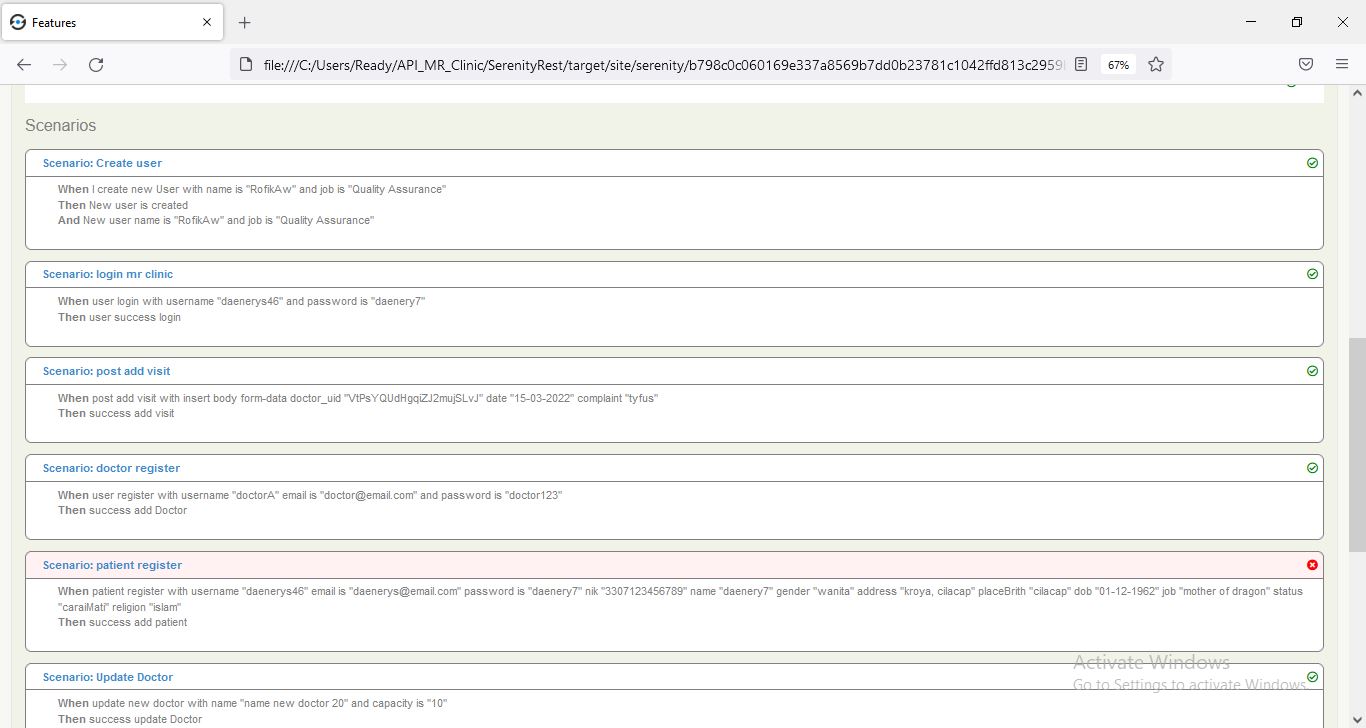 Features
file:///C:/Users/Ready/API_MR_Clinic/SerenityRest/target/site/serenity/b798c0c060169e337a8569b7dd0b23781c1042ffd813c2959
67%
Scenarios
Scenario: Create user
When I create new User with name is "RofikAw" and job is "Quality Assurance"
Then New user is created
And New user name is "RofikAw" and job is "Quality Assurance"
Scenario: login mr clinic
When user login with username "daenerys46" and password is "daenery7"
Then user success login
Scenario: post add visit
When post add visit with insert body form-data doctor_uid "VtPsYQUdHgqiZJ2mujSLvJ" date "15-03-2022" complaint "tyfus"
Then success add visit
Scenario: doctor register
When user register with username "doctorA" email is "doctor@email.com" and password is "doctor123"
Then success add Doctor
Scenario: patient register
When patient register with username "daenerys46" email is "daenerys@email.com" password is "daenery7" nik "3307123456789" name "daenery7" gender "wanita" address "kroya, cilacap" placeBrith "cilacap" dob "01-12-1962" job "mother of dragon" status
"caraiMati" religion "islam"
Then success add patient
Scenario: Update Doctor
When update new doctor with name "name new doctor 20" and capacity is "10"
Then success update Doctor
Activate Windows
Go to Settings to activate Windows.